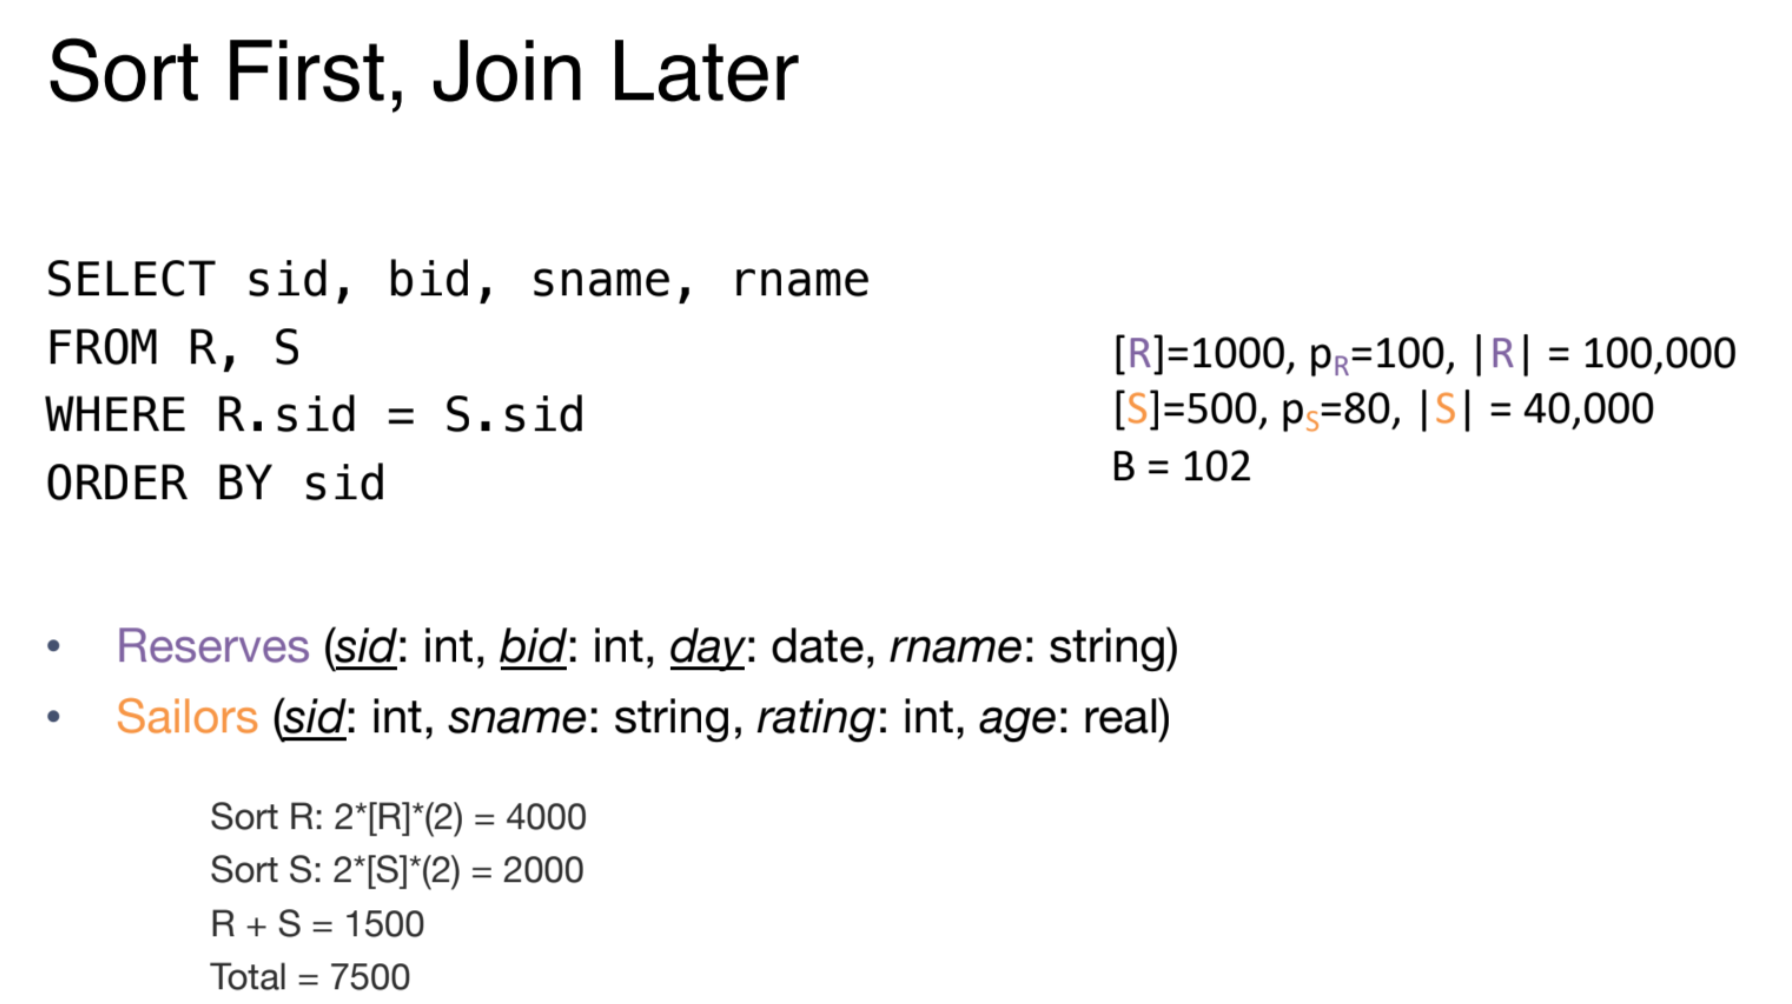 Sort First, Join Later
SELECT sid, bid, sname, rname
FROM R, S
WHERE R.sid = S.sid
ORDER BY sid
[R]=1000, pR=100, |R| = 100,000
[S]=500, pS=80, |S| = 40,000
B = 102
• Reserves (sid: int, bid: int, day: date, rname: string)
• Sailors (sid: int, sname: string, rating: int, age: real)
Sort R: 2*[R]*(2) = 4000
Sort S: 2*[S]*(2) = 2000
R + S = 1500
Total = 7500